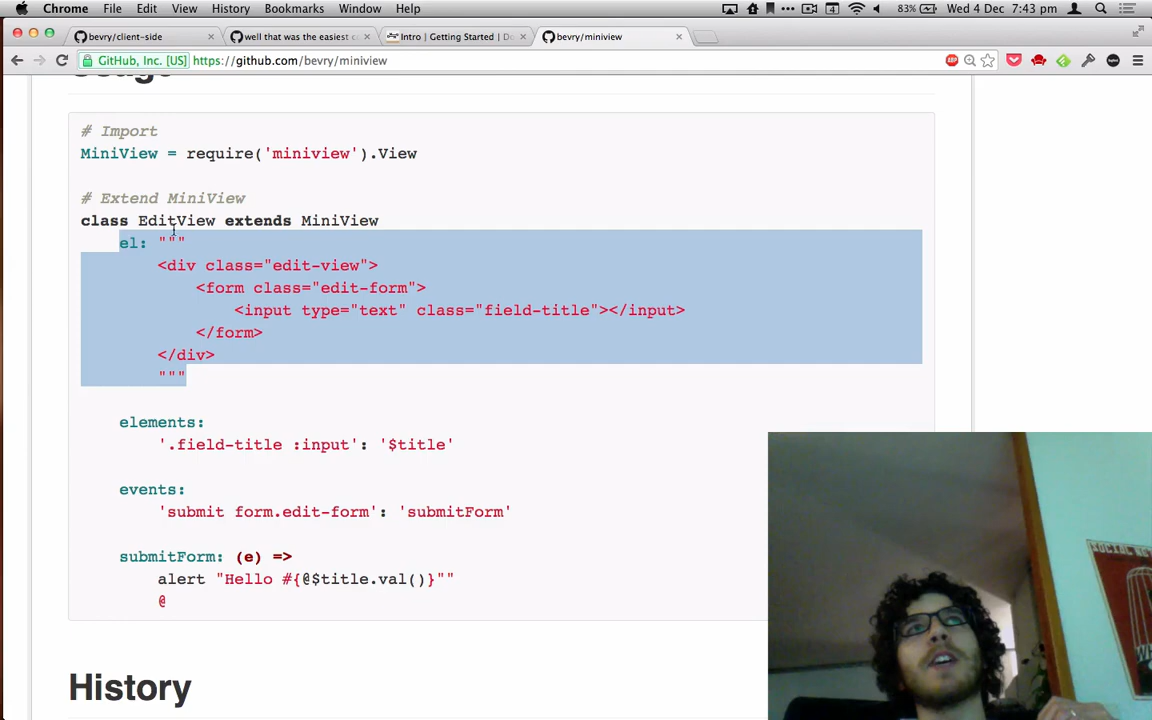 Chrome File Edit View History Bookmarks Window Help 4 83% Wed 4 Dec 7:43 pm
bevry/client-side well that was the easiest c Intro | Getting Started | Do bevry/miniview
GitHub, Inc. [US] https://github.com/bevry/miniview
Usage
# Import
MiniView = require('miniview').View
# Extend MiniView
class EditView extends MiniView
el: """
<div class="edit-view">
<form class="edit-form">
<input type="text" class="field-title"></input>
</form>
</div>
"""
elements:
'.field-title :input': '$title'
events:
'submit form.edit-form': 'submitForm'
submitForm: (e) =>
alert "Hello #{@$title.val()}""
@
SOCIAL
History